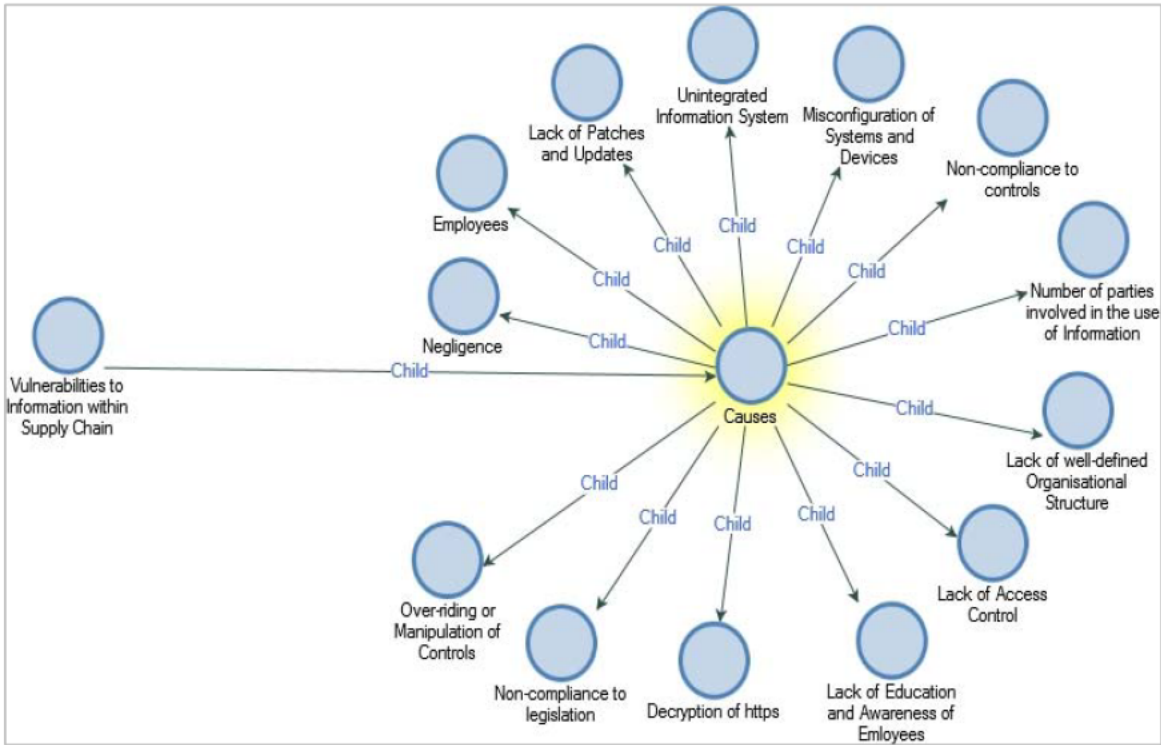 Unintegrated
Information System
Misconfiguration of
Systems and
Devices
Lack of Patches
and Updates
Non-compliance to
controls
Employees
Child
Child
Child
Child
Child
Child
Number of parties
involved in the use
of Information
Child
Negligence
Child
Child
Vulnerabilities to
Information within
Supply Chain
Causes
Child
Lack of well-defined
Organisational
Structure
Child
Child
Child
Child
Child
Lack of Access
Control
Over-riding or
Manipulation of
Controls
Non-compliance to
legislation
Decryption of https
Lack of Education
and Awareness of
Emloyees